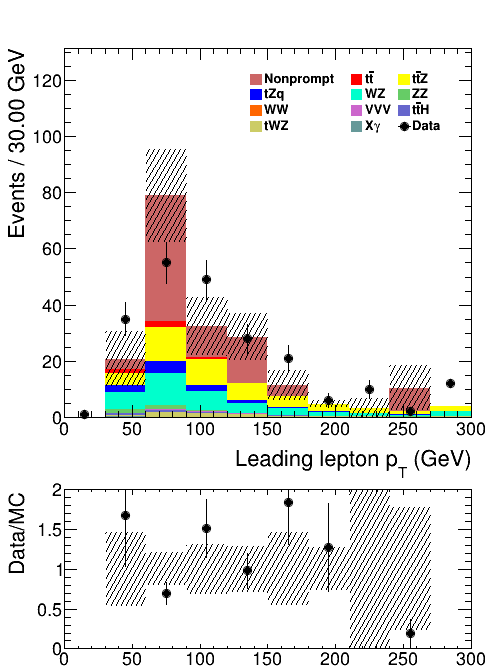 Events / 30.00 GeV
120
100
80
60
40
20
0
Nonprompt tt̄ tt̄Z
tZq WZ ZZ
WW VVV tt̄H
tWZ Xγ Data
0 50 100 150 200 250 300
Leading lepton p_T (GeV)
Data/MC
2
1.5
1
0.5
0
0 50 100 150 200 250 300